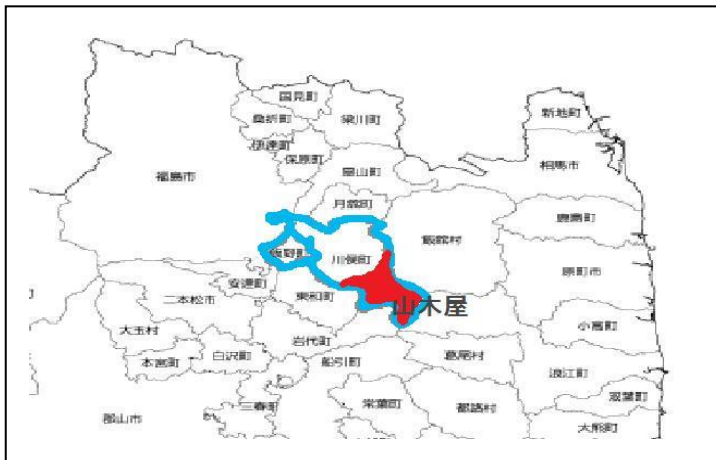 国見町
桑折町
梁川町
新地町
伊達町
保原町
霊山町
相馬市
福島市
月舘町
鹿島町
飯舘村
飯野町
川俣町
原町市
安達町
二本松市
東和町
山木屋
小高町
大玉村
岩代町
本宮町
白沢町
船引町
葛尾村
浪江町
三春町
常葉町
都路村
双葉町
郡山市
大熊町